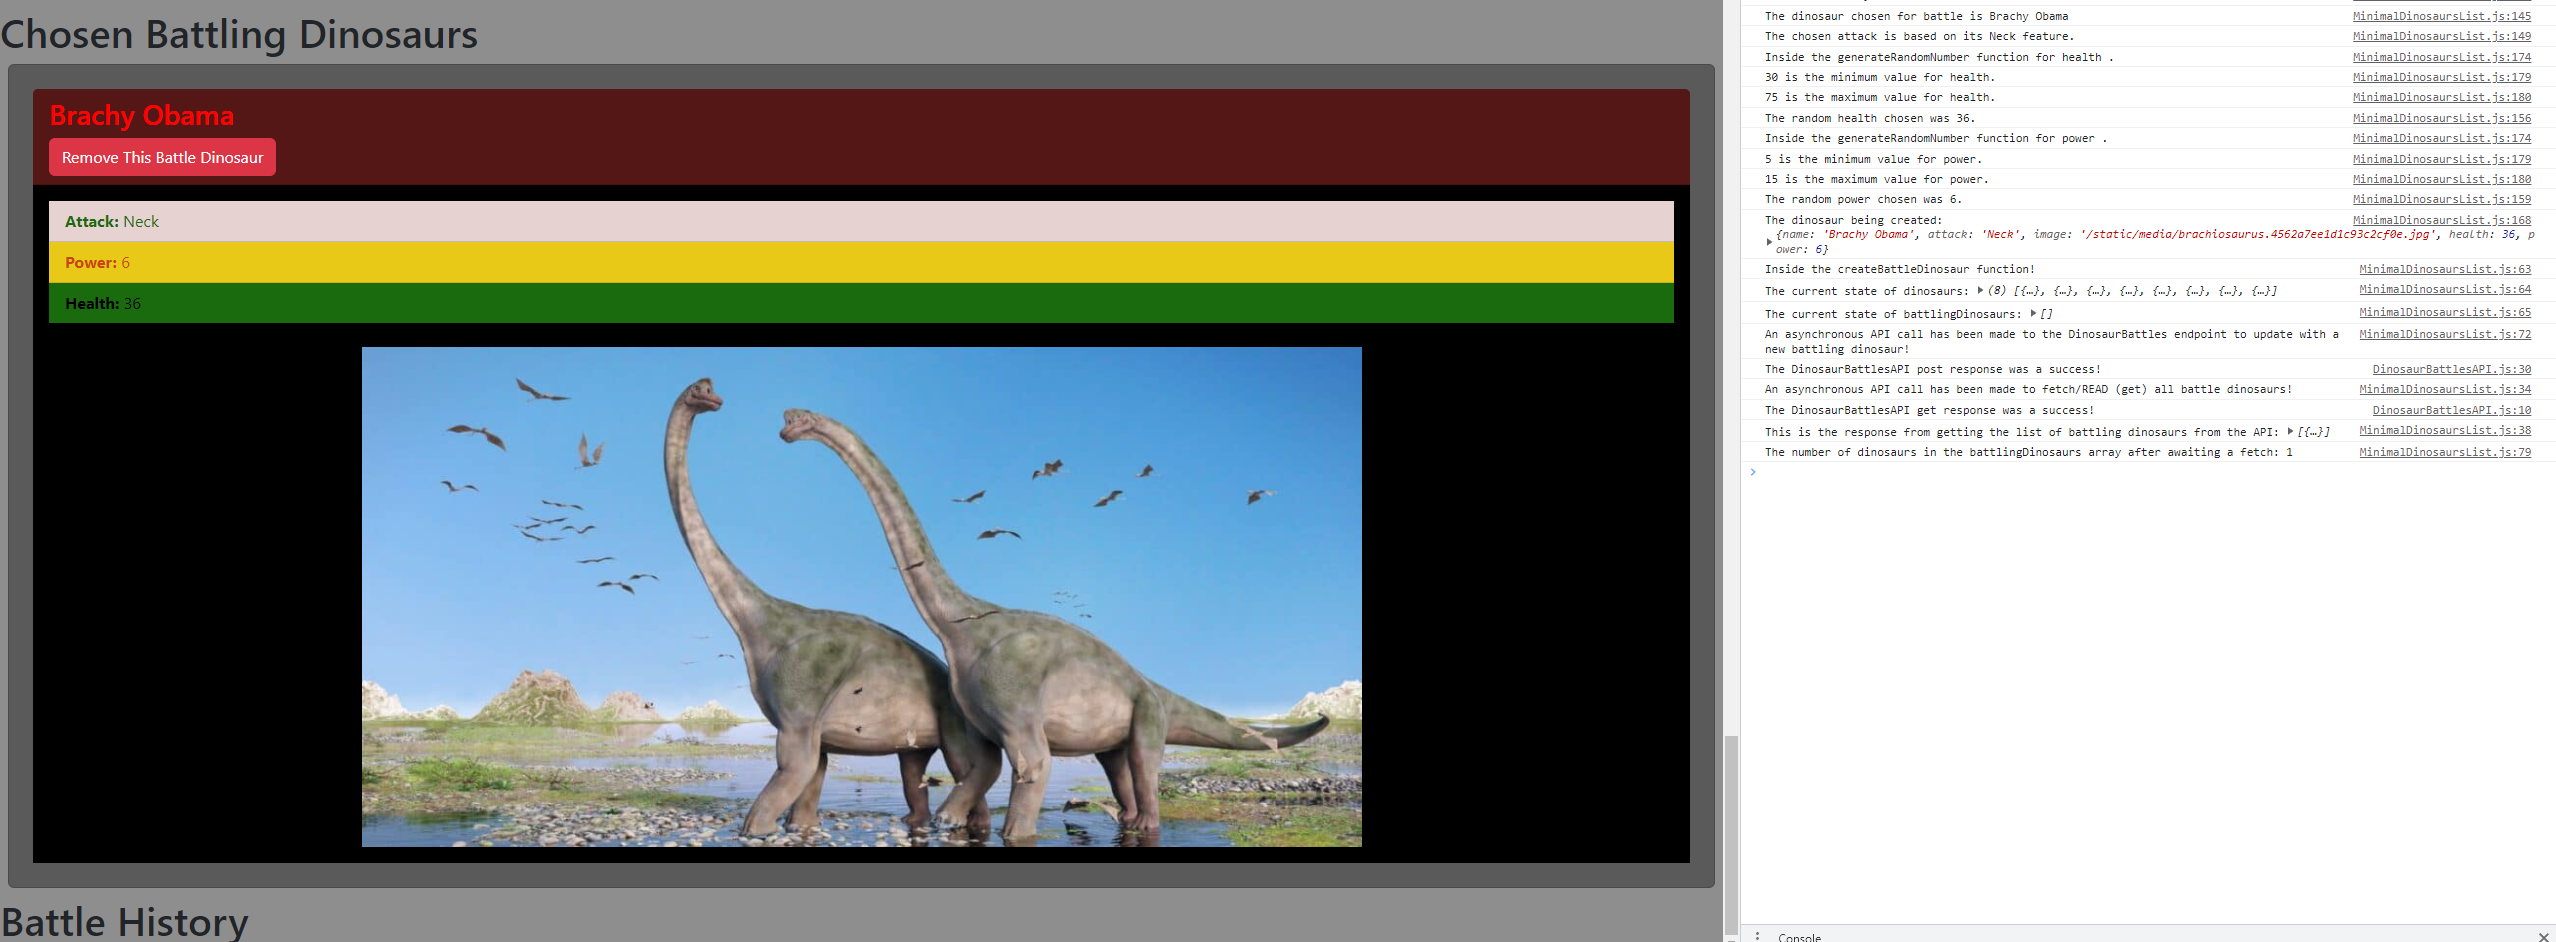 Chosen Battling Dinosaurs
Brachy Obama
Remove This Battle Dinosaur
Attack: Neck
Power: 6
Health: 36
Battle History
The dinosaur chosen for battle is Brachy Obama MinimalDinosaursList.js:145
The chosen attack is based on its Neck feature. MinimalDinosaursList.js:149
Inside the generateRandomNumber function for health . MinimalDinosaursList.js:174
30 is the minimum value for health. MinimalDinosaursList.js:179
75 is the maximum value for health. MinimalDinosaursList.js:180
The random health chosen was 36. MinimalDinosaursList.js:156
Inside the generateRandomNumber function for power . MinimalDinosaursList.js:174
5 is the minimum value for power. MinimalDinosaursList.js:179
15 is the maximum value for power. MinimalDinosaursList.js:180
The random power chosen was 6. MinimalDinosaursList.js:159
The dinosaur being created: MinimalDinosaursList.js:168
{name: 'Brachy Obama', attack: 'Neck', image: '/static/media/brachiosaurus.4562a7ee1d1c93c2cf0e.jpg', health: 36, p
ower: 6}
Inside the createBattleDinosaur function! MinimalDinosaursList.js:63
The current state of dinosaurs: (8) [{…}, {…}, {…}, {…}, {…}, {…}, {…}, {…}] MinimalDinosaursList.js:64
The current state of battlingDinosaurs: [] MinimalDinosaursList.js:65
An asynchronous API call has been made to the DinosaurBattles endpoint to update with a MinimalDinosaursList.js:72
new battling dinosaur!
The DinosaurBattlesAPI post response was a success! DinosaurBattlesAPI.js:30
An asynchronous API call has been made to fetch/READ (get) all battle dinosaurs! MinimalDinosaursList.js:34
The DinosaurBattlesAPI get response was a success! DinosaurBattlesAPI.js:10
This is the response from getting the list of battling dinosaurs from the API: [{…}] MinimalDinosaursList.js:38
The number of dinosaurs in the battlingDinosaurs array after awaiting a fetch: 1 MinimalDinosaursList.js:79
Console